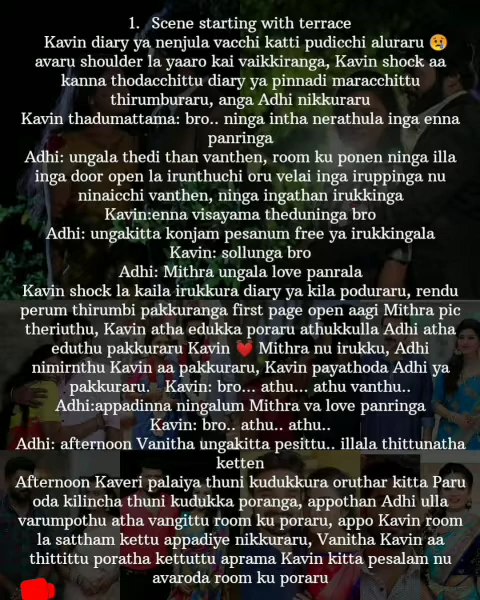 1. Scene starting with terrace
Kavin diary ya nenjula vacchi katti pudicchi aluraru 😢
avaru shoulder la yaaro kai vaikkiranga, Kavin shock aa
kanna thodacchittu diary ya pinnadi maracchittu
thirumburaru, anga Adhi nikkuraru
Kavin thadumattama: bro.. ninga intha nerathula inga enna
panringa
Adhi: ungala thedi than vanthen, room ku ponen ninga illa
inga door open la irunthuchi oru velai inga iruppinga nu
ninaicchi vanthen, ninga ingathan irukkinga
Kavin:enna visayama theduninga bro
Adhi: ungakitta konjam pesanum free ya irukkingala
Kavin: sollunga bro
Adhi: Mithra ungala love panrala
Kavin shock la kaila irukkura diary ya kila poduraru, rendu
perum thirumbi pakkuranga first page open aagi Mithra pic
theriuthu, Kavin atha edukka poraru athukkulla Adhi atha
eduthu pakkuraru Kavin 💓 Mithra nu irukku, Adhi
nimirnthu Kavin aa pakkuraru, Kavin payathoda Adhi ya
pakkuraru. Kavin: bro... athu... athu vanthu..
Adhi:appadinna ningalum Mithra va love panringa
Kavin: bro.. athu.. athu..
Adhi: afternoon Vanitha ungakitta pesittu.. illala thittunatha
ketten
Afternoon Kaveri palaiya thuni kudukkura oruthar kitta Paru
oda kilincha thuni kudukka poranga, appothan Adhi ulla
varumpothu atha vangittu room ku poraru, appo Kavin room
la sattham kettu appadiye nikkuraru, Vanitha Kavin aa
thittittu poratha kettuttu aprama Kavin kitta pesalam nu
avaroda room ku poraru